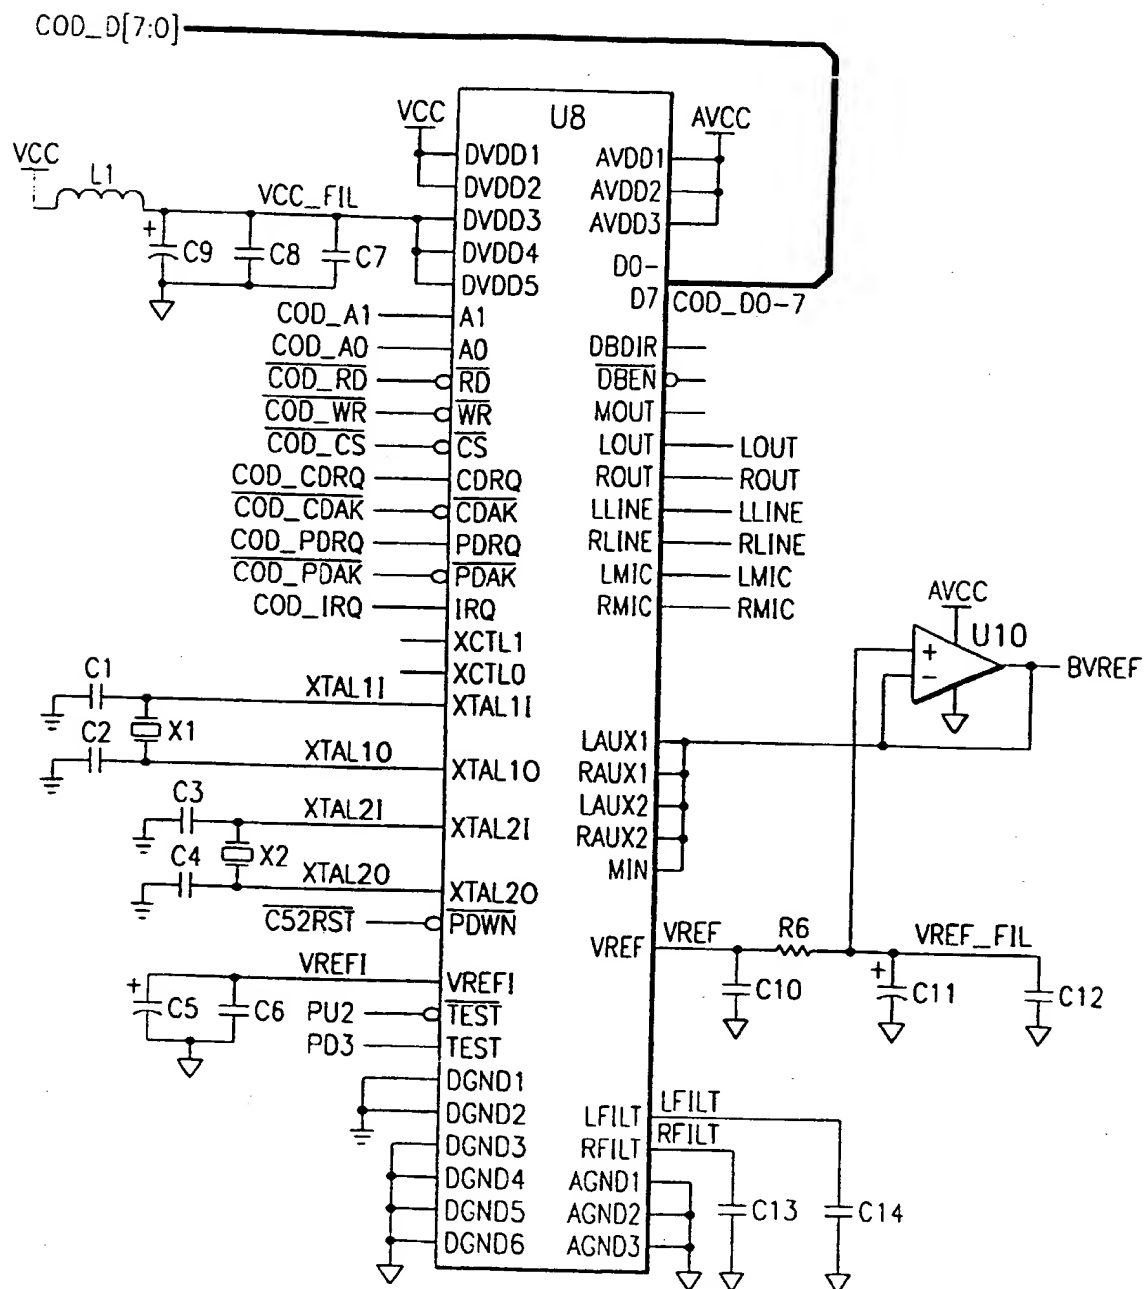 COD_D[7:0]
U8
VCC
AVCC
VCC
L1
VCC_FIL
C9
C8
C7
+
DVDD1
DVDD2
DVDD3
DVDD4
DVDD5
AVDD1
AVDD2
AVDD3
D0-
D7
COD_D0-7
COD_A1
A1
COD_A0
A0
COD_RD
RD
COD_WR
WR
COD_CS
CS
COD_CDRQ
CDRQ
COD_CDAK
CDAK
COD_PDRQ
PDRQ
COD_PDAK
PDAK
COD_IRQ
IRQ
XCTL1
XCTL0
DBDIR
DBEN
MOUT
LOUT
LOUT
ROUT
ROUT
LLINE
LLINE
RLINE
RLINE
LMIC
LMIC
RMIC
RMIC
AVCC
U10
+
−
BVREF
C1
XTAL1I
XTAL1I
X1
C2
XTAL1O
XTAL1O
C3
XTAL2I
XTAL2I
X2
C4
XTAL2O
XTAL2O
LAUX1
RAUX1
LAUX2
RAUX2
MIN
C52RST
PDWN
VREF
VREF
R6
VREF_FIL
C10
+
C11
C12
VREFI
VREFI
+
C5
C6
PU2
TEST
PD3
TEST
DGND1
DGND2
DGND3
DGND4
DGND5
DGND6
LFILT
LFILT
RFILT
RFILT
AGND1
AGND2
AGND3
C13
C14